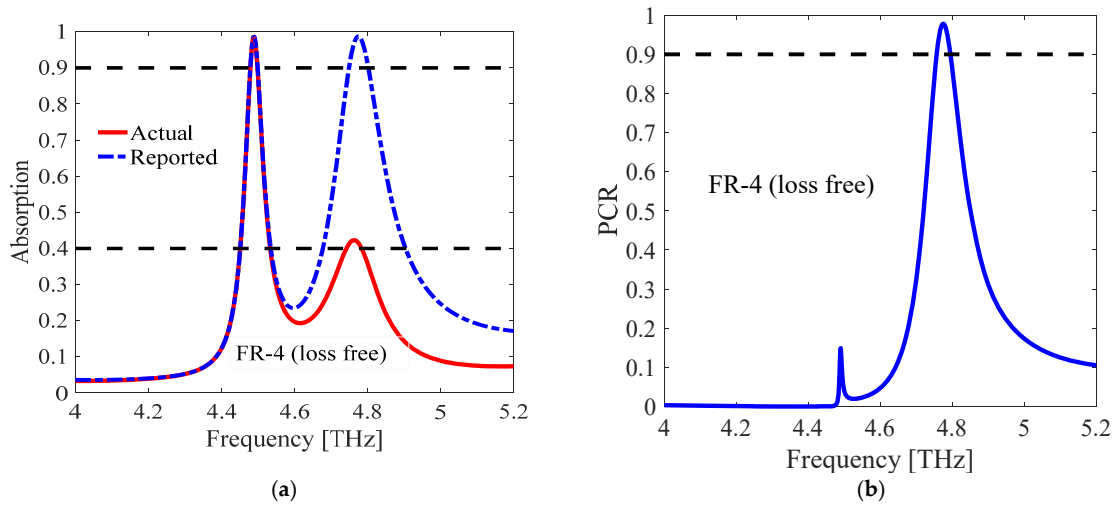 1
0.9
0.8
0.7
0.6
0.5
0.4
0.3
0.2
0.1
0
Absorption
Actual
Reported
FR-4 (loss free)
4 4.2 4.4 4.6 4.8 5 5.2
Frequency [THz]
(a)
1
0.9
0.8
0.7
0.6
0.5
0.4
0.3
0.2
0.1
0
PCR
FR-4 (loss free)
4 4.2 4.4 4.6 4.8 5 5.2
Frequency [THz]
(b)